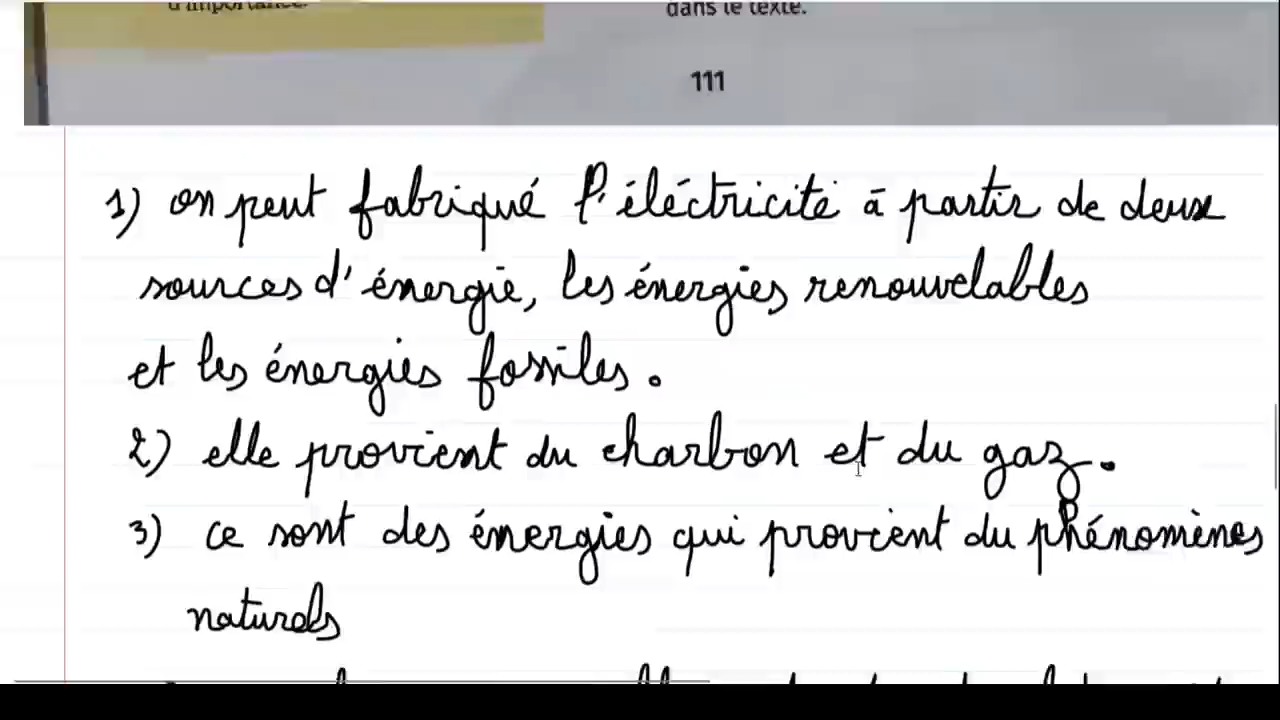 d'importance.
dans le texte.
111
1) on peut fabriqué l'éléctricité à partir de deux
sources d'énergie, les énergies renouvelables
et les énergies fossiles.
2) elle provient du charbon et du gaz.
3) ce sont des énergies qui provient du phénomènes
naturels